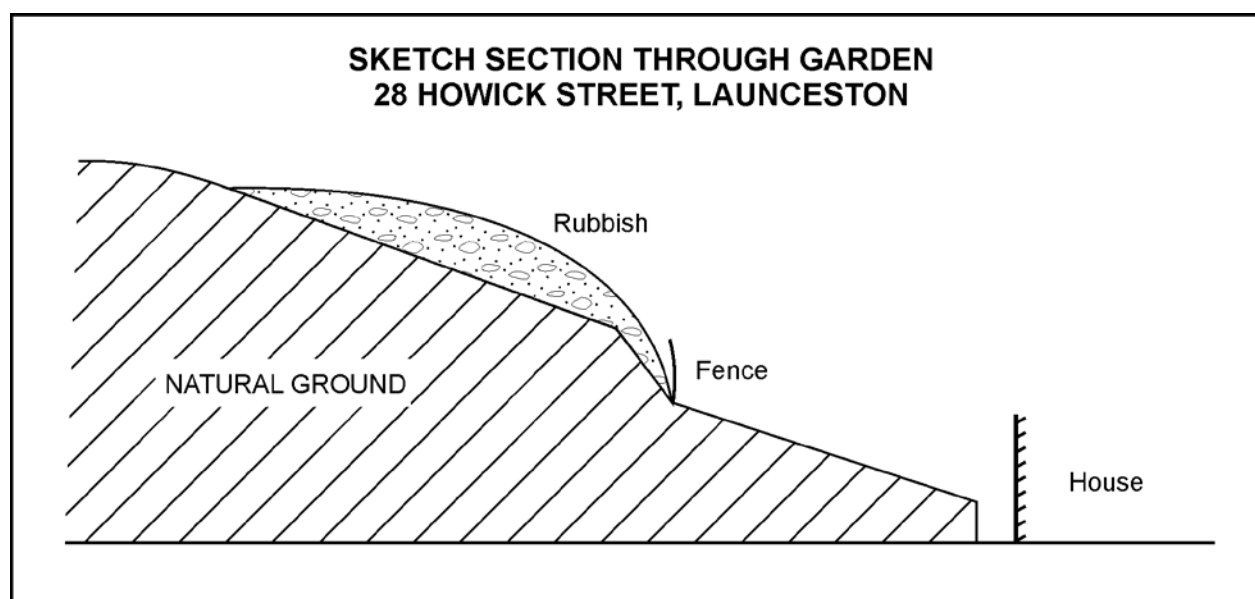 SKETCH SECTION THROUGH GARDEN
28 HOWICK STREET, LAUNCESTON
Rubbish
Fence
NATURAL GROUND
House